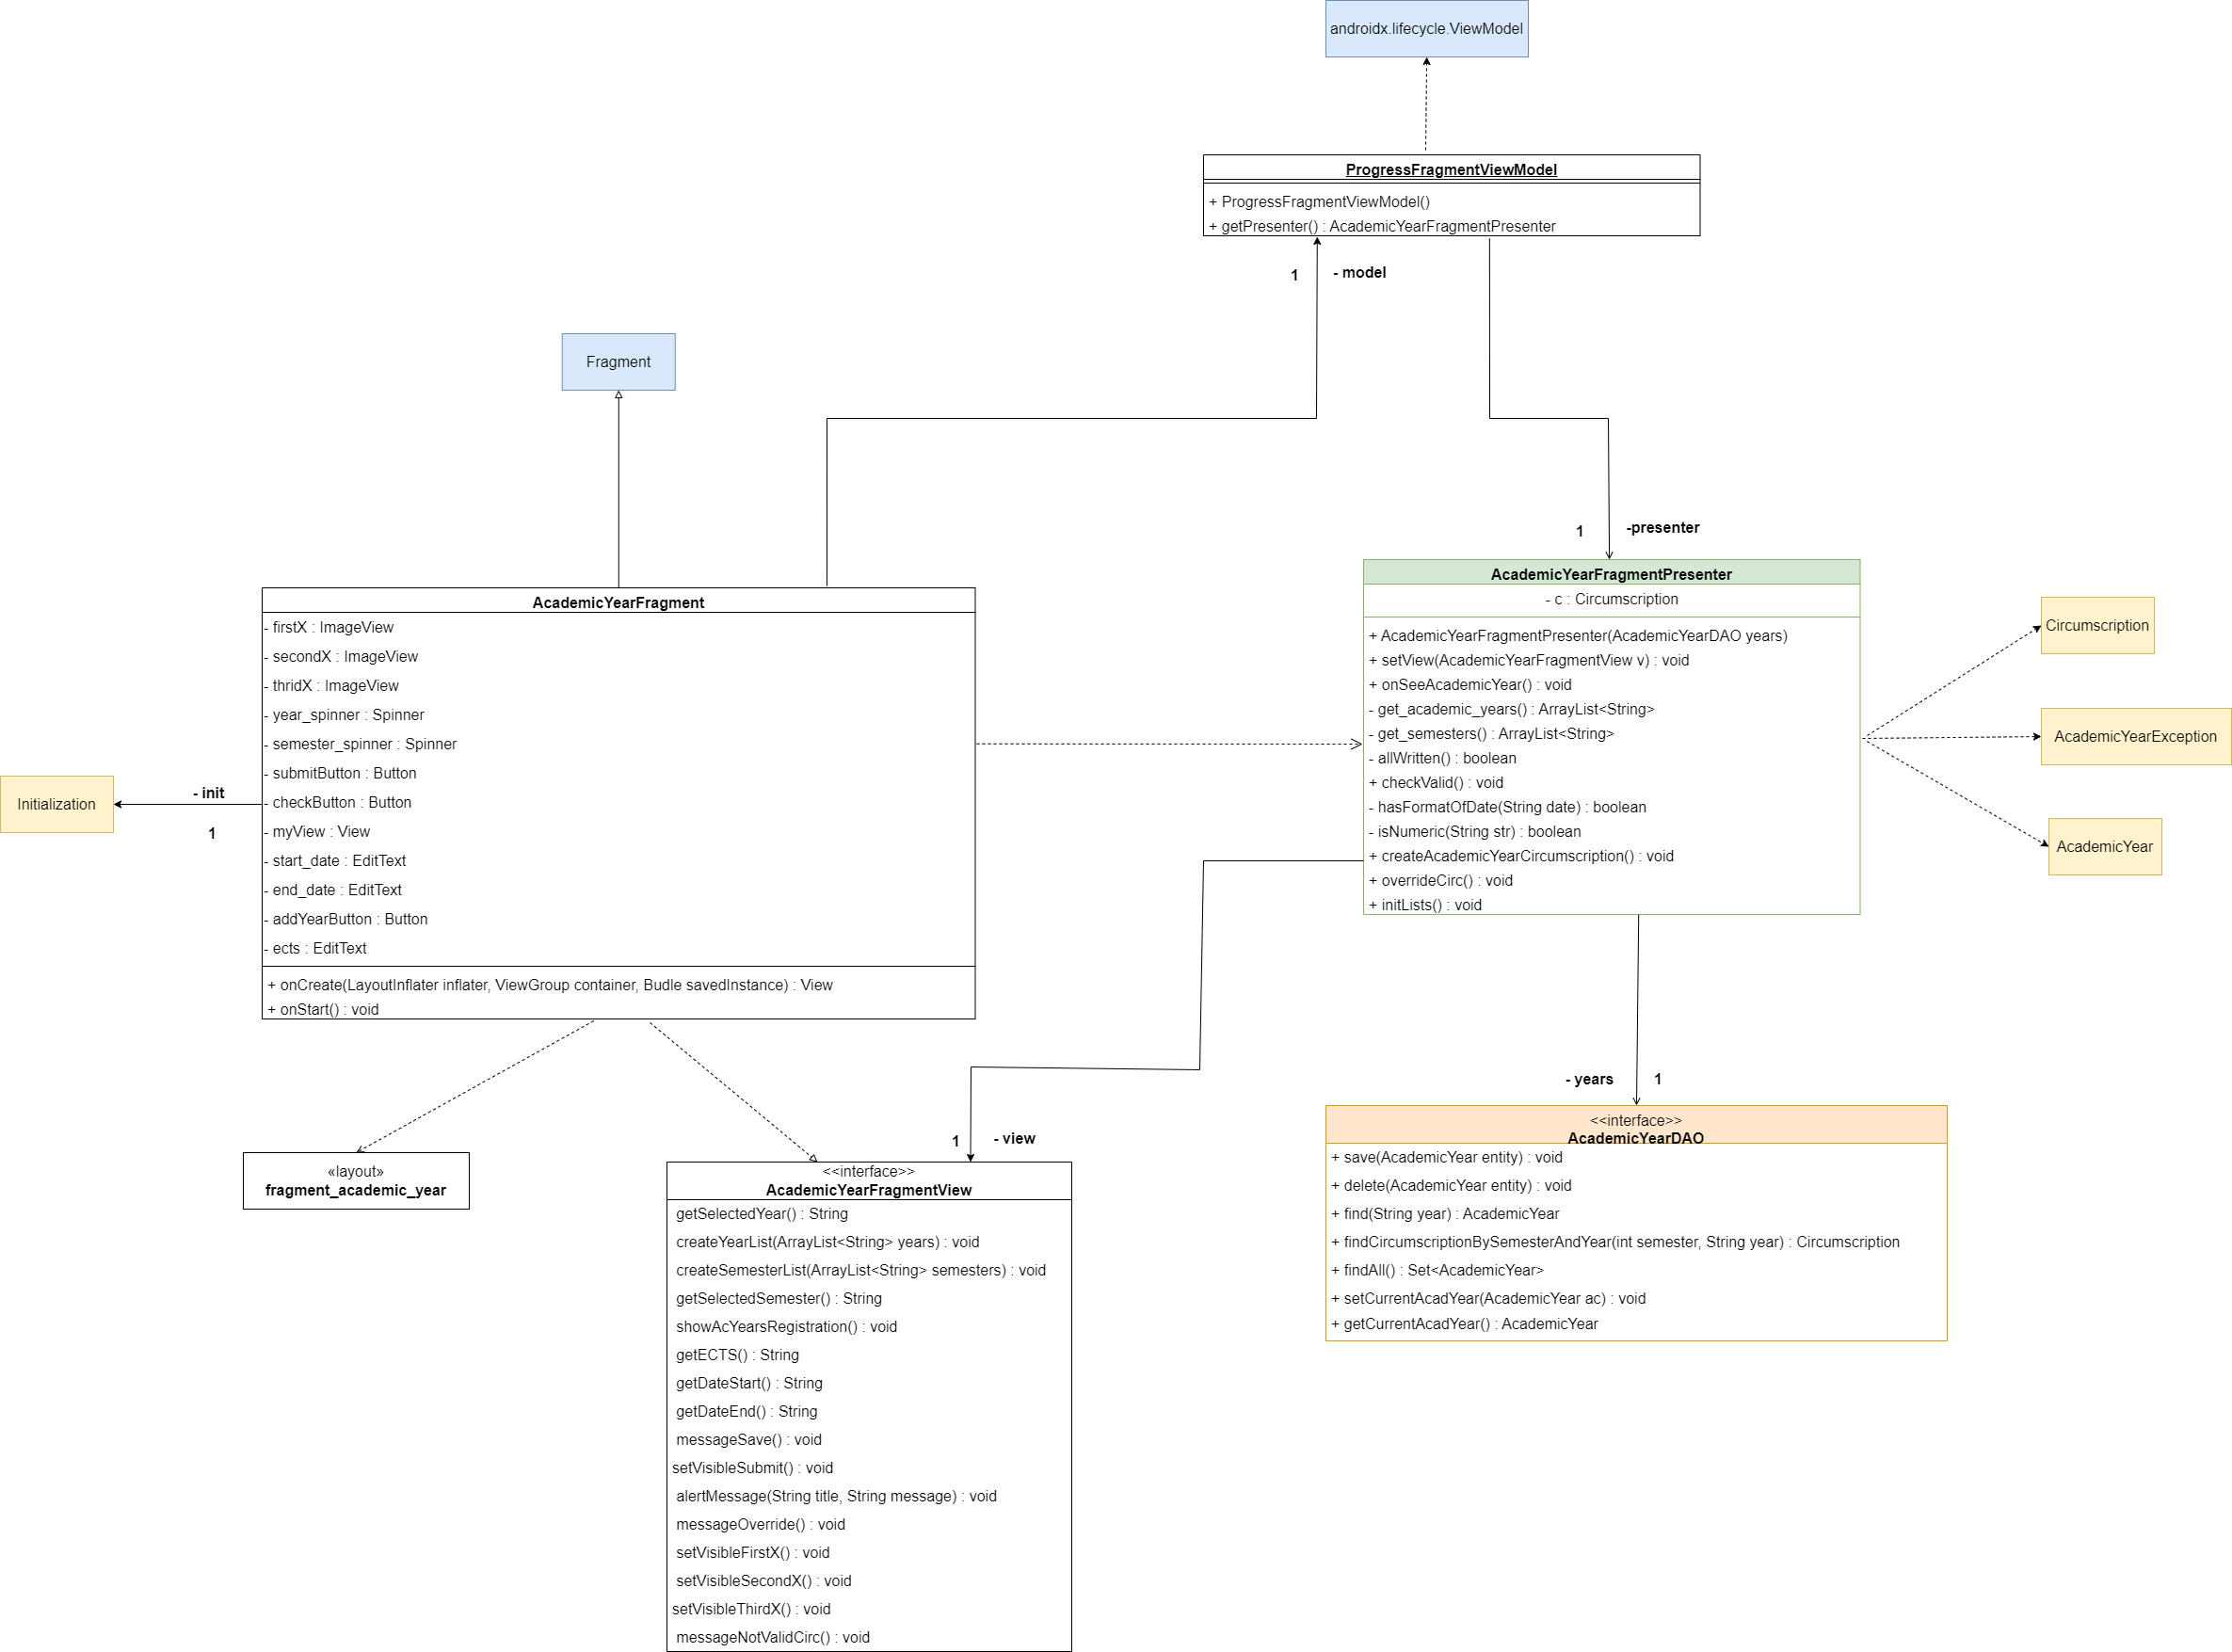 androidx.lifecycle.ViewModel
ProgressFragmentViewModel
+ ProgressFragmentViewModel()
+ getPresenter() : AcademicYearFragmentPresenter
1
- model
Fragment
1
-presenter
AcademicYearFragment
- firstX : ImageView
- secondX : ImageView
- thridX : ImageView
- year_spinner : Spinner
- semester_spinner : Spinner
- submitButton : Button
- checkButton : Button
- myView : View
- start_date : EditText
- end_date : EditText
- addYearButton : Button
- ects : EditText
+ onCreate(LayoutInflater inflater, ViewGroup container, Budle savedInstance) : View
+ onStart() : void
Initialization
- init
1
AcademicYearFragmentPresenter
- c : Circumscription
+ AcademicYearFragmentPresenter(AcademicYearDAO years)
+ setView(AcademicYearFragmentView v) : void
+ onSeeAcademicYear() : void
- get_academic_years() : ArrayList<String>
- get_semesters() : ArrayList<String>
- allWritten() : boolean
+ checkValid() : void
- hasFormatOfDate(String date) : boolean
- isNumeric(String str) : boolean
+ createAcademicYearCircumscription() : void
+ overrideCirc() : void
+ initLists() : void
Circumscription
AcademicYearException
AcademicYear
- years
1
1
- view
«layout»
fragment_academic_year
<<interface>>
AcademicYearFragmentView
getSelectedYear() : String
createYearList(ArrayList<String> years) : void
createSemesterList(ArrayList<String> semesters) : void
getSelectedSemester() : String
showAcYearsRegistration() : void
getECTS() : String
getDateStart() : String
getDateEnd() : String
messageSave() : void
setVisibleSubmit() : void
alertMessage(String title, String message) : void
messageOverride() : void
setVisibleFirstX() : void
setVisibleSecondX() : void
setVisibleThirdX() : void
messageNotValidCirc() : void
<<interface>>
AcademicYearDAO
+ save(AcademicYear entity) : void
+ delete(AcademicYear entity) : void
+ find(String year) : AcademicYear
+ findCircumscriptionBySemesterAndYear(int semester, String year) : Circumscription
+ findAll() : Set<AcademicYear>
+ setCurrentAcadYear(AcademicYear ac) : void
+ getCurrentAcadYear() : AcademicYear